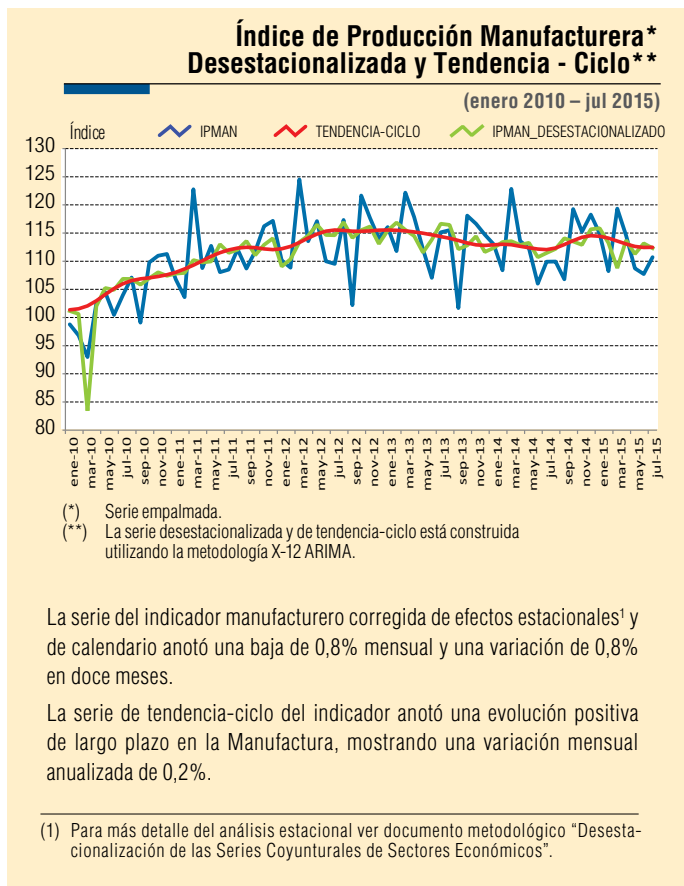 Índice de Producción Manufacturera*
Desestacionalizada y Tendencia - Ciclo**
(enero 2010 – jul 2015)
Índice IPMAN TENDENCIA-CICLO IPMAN_DESESTACIONALIZADO
130
125
120
115
110
105
100
95
90
85
80
ene-10 mar-10 may-10 jul-10 sep-10 nov-10 ene-11 mar-11 may-11 jul-11 sep-11 nov-11 ene-12 mar-12 may-12 jul-12 sep-12 nov-12 ene-13 mar-13 may-13 jul-13 sep-13 nov-13 ene-14 mar-14 may-14 jul-14 sep-14 nov-14 ene-15 mar-15 may-15 jul-15
(*) Serie empalmada.
(**) La serie desestacionalizada y de tendencia-ciclo está construida
utilizando la metodología X-12 ARIMA.
La serie del indicador manufacturero corregida de efectos estacionales¹ y
de calendario anotó una baja de 0,8% mensual y una variación de 0,8%
en doce meses.
La serie de tendencia-ciclo del indicador anotó una evolución positiva
de largo plazo en la Manufactura, mostrando una variación mensual
anualizada de 0,2%.
(1) Para más detalle del análisis estacional ver documento metodológico “Desesta-
cionalización de las Series Coyunturales de Sectores Económicos”.